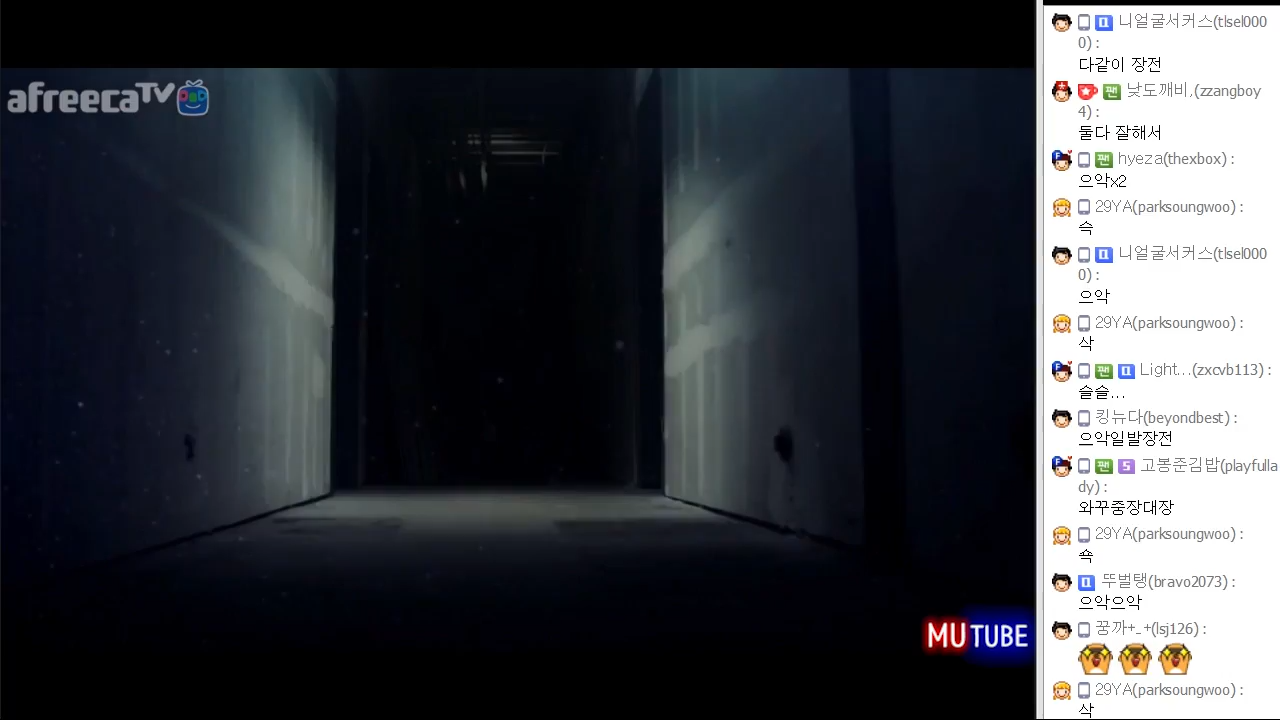 afreecaTV
MUTUBE
니얼굴서커스(tlsel000
0) :
다같이 장전
팬 낮도깨비,(zzangboy
4) :
둘다 잘해서
F 팬 hyeza(thexbox) :
으악x2
29YA(parksoungwoo) :
슥
니얼굴서커스(tlsel000
0) :
으악
29YA(parksoungwoo) :
삭
F 팬 Light...(zxcvb113) :
슬슬...
킹뉴다(beyondbest) :
으악일발장전
F 팬 S 고봉준김밥(playfulla
dy) :
와꾸중장대장
29YA(parksoungwoo) :
뚜벌탱(bravo2073) :
으악으악
꿍까+_+(lsj126) :
29YA(parksoungwoo) :
삭